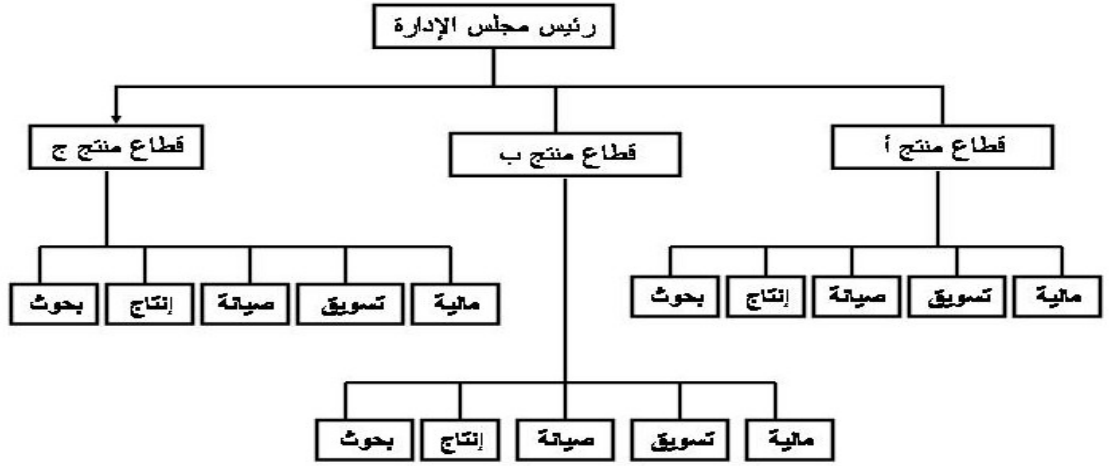 رئيس مجلس الإدارة
قطاع منتج أ
قطاع منتج ب
قطاع منتج ج
مالية
تسويق
صيانة
إنتاج
بحوث
مالية
تسويق
صيانة
إنتاج
بحوث
مالية
تسويق
صيانة
إنتاج
بحوث